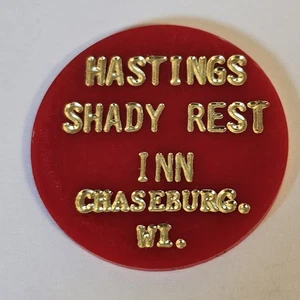 HASTINGS
SHADY REST
INN
CHASEBURG.
WI.